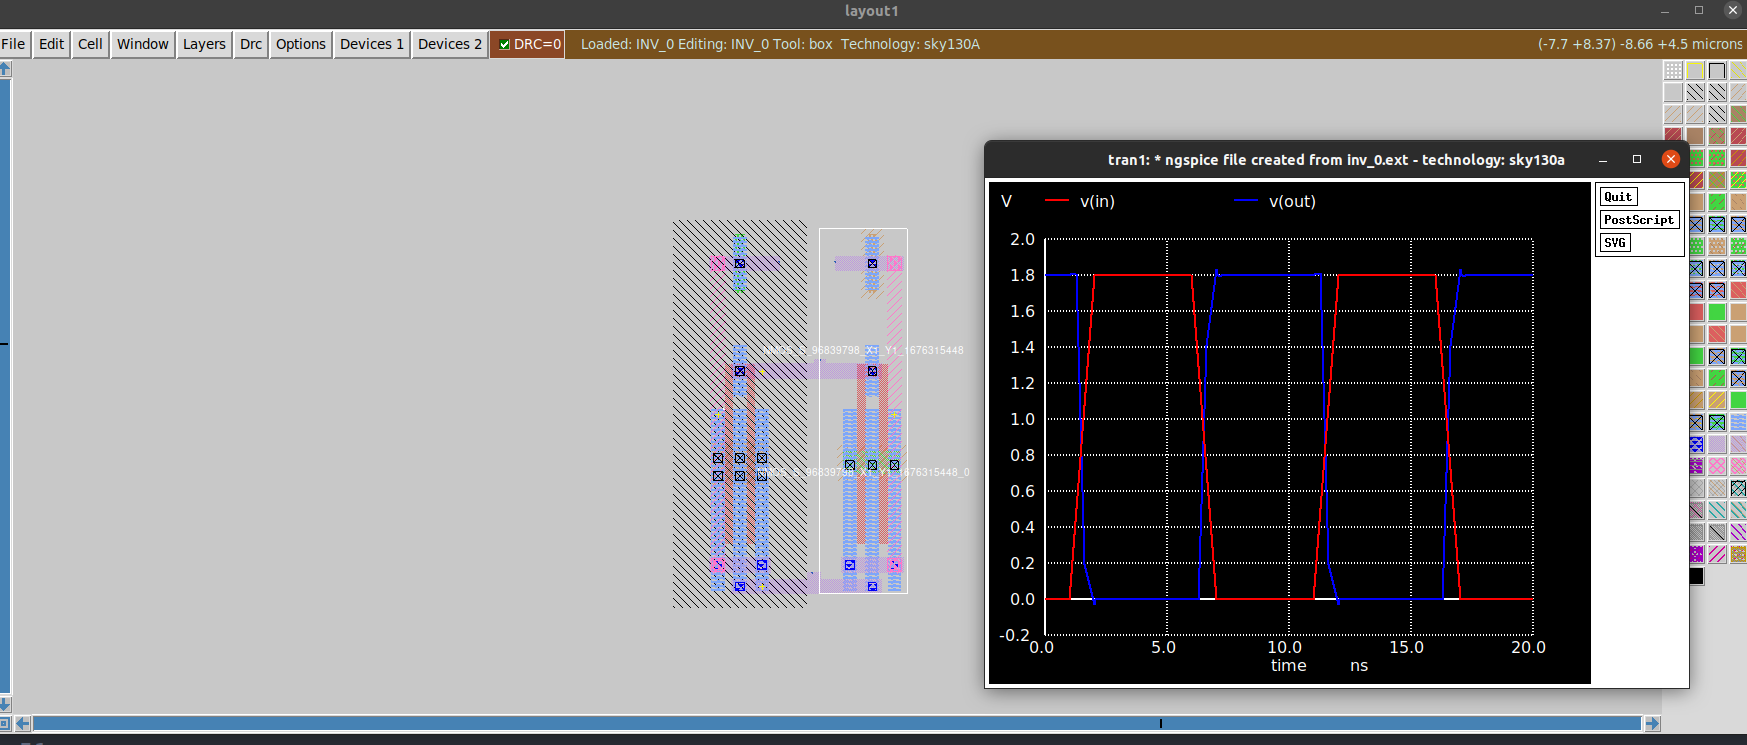 layout1
File Edit Cell Window Layers Drc Options Devices 1 Devices 2 DRC=0 Loaded: INV_0 Editing: INV_0 Tool: box Technology: sky130A (-7.7 +8.37) -8.66 +4.5 microns
tran1: * ngspice file created from inv_0.ext - technology: sky130a
V v(in) v(out)
Quit
PostScript
SVG
2.0
1.8
1.6
1.4
1.2
1.0
0.8
0.6
0.4
0.2
0.0
-0.2
0.0 5.0 10.0 15.0 20.0
time ns